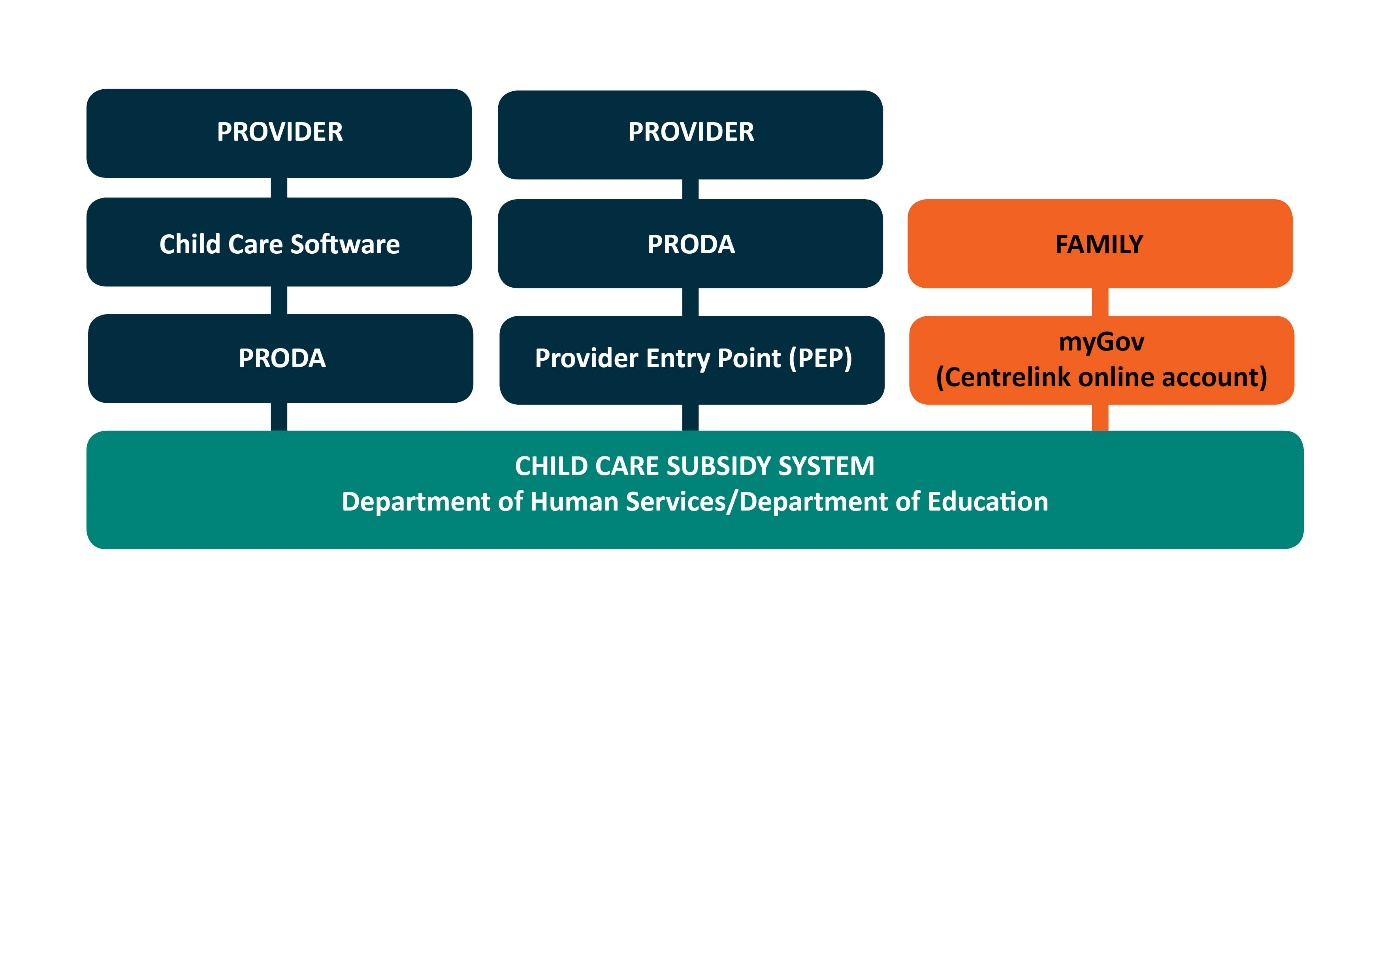 PROVIDER
Child Care Software
PRODA
PROVIDER
PRODA
Provider Entry Point (PEP)
FAMILY
myGov
(Centrelink online account)
CHILD CARE SUBSIDY SYSTEM
Department of Human Services/Department of Education